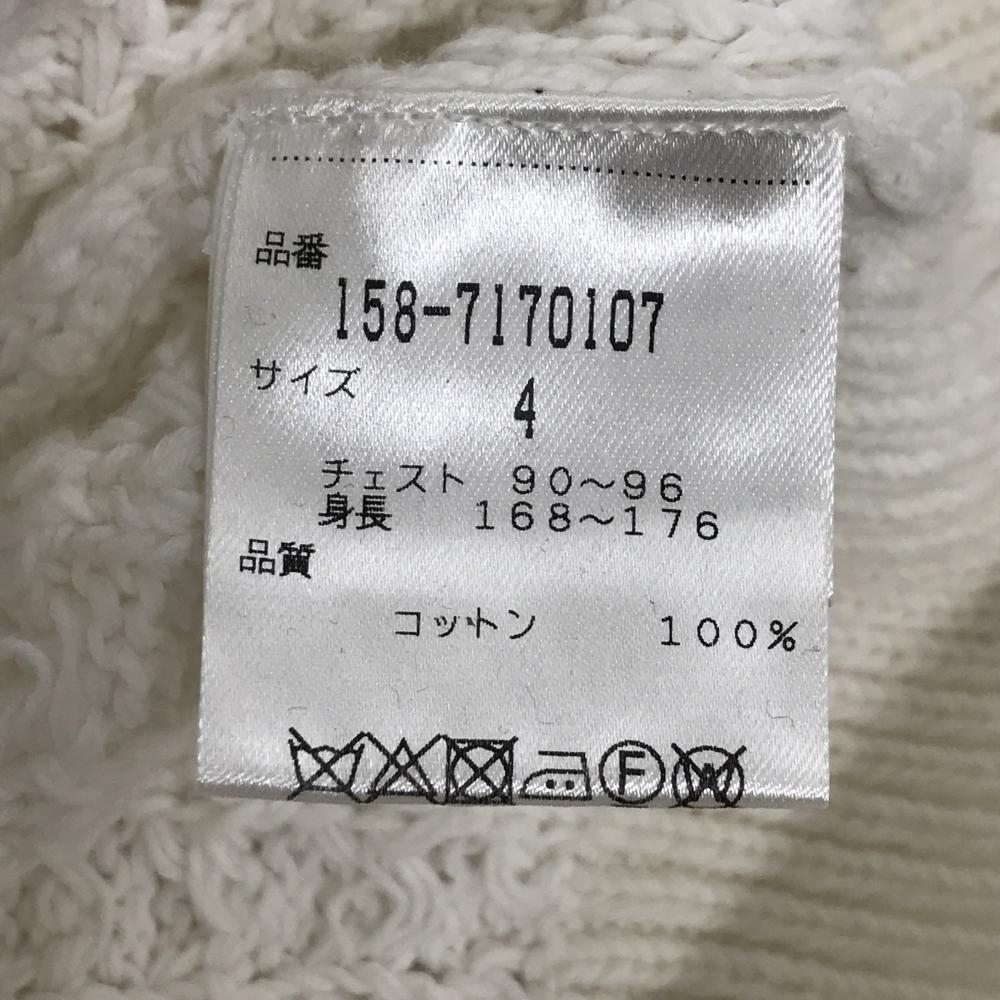 品番
158-7170107
サイズ
4
チェスト 90~96
身長 168~176
品質
コットン 100%
F
W